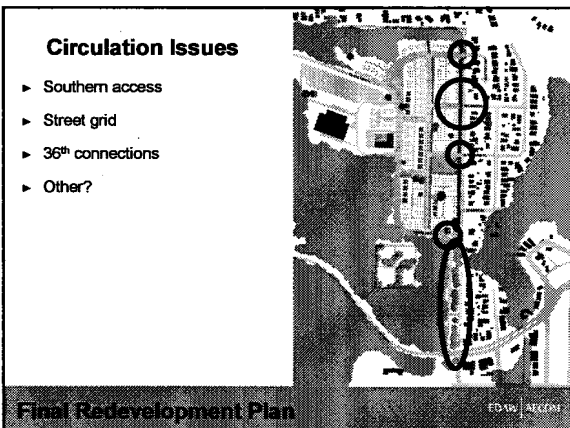 Circulation Issues
► Southern access
► Street grid
► 36th connections
► Other?
Final Redevelopment Plan
EDAW | AECOM